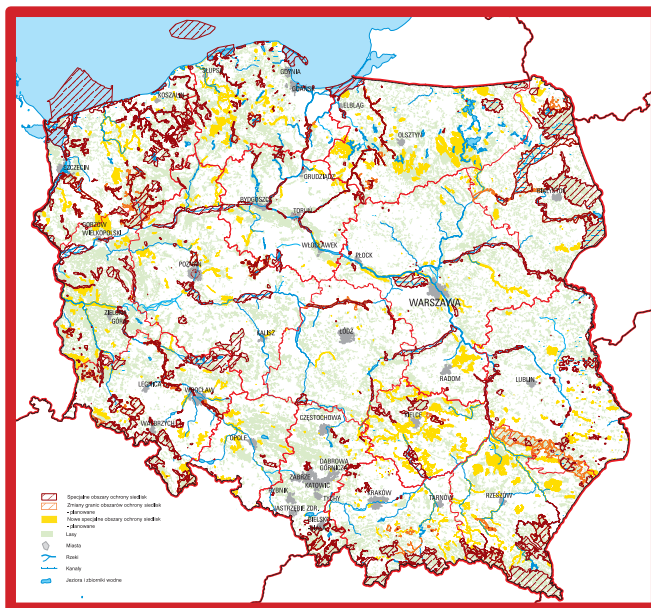 SŁUPSK
GDYNIA
GDAŃSK
KOSZALIN
ELBLĄG
OLSZTYN
SZCZECIN
GRUDZIĄDZ
BIAŁYSTOK
BYDGOSZCZ
TORUŃ
GORZÓW
WIELKOPOLSKI
WŁOCŁAWEK
PŁOCK
POZNAŃ
WARSZAWA
ZIELONA
GÓRA
KALISZ
ŁÓDŹ
RADOM
LUBLIN
LEGNICA
WROCŁAW
WAŁBRZYCH
CZĘSTOCHOWA
KIELCE
OPOLE
DĄBROWA
GÓRNICZA
ZABRZE
KATOWICE
RYBNIK
TYCHY
KRAKÓW
TARNÓW
RZESZÓW
JASTRZĘBIE ZDR.
BIELSKO
Specjalne obszary ochrony siedlisk
Zmiany granic obszarów ochrony siedlisk
- planowane
Nowe specjalne obszary ochrony siedlisk
- planowane
Lasy
Miasta
Rzeki
Kanały
Jeziora i zbiorniki wodne